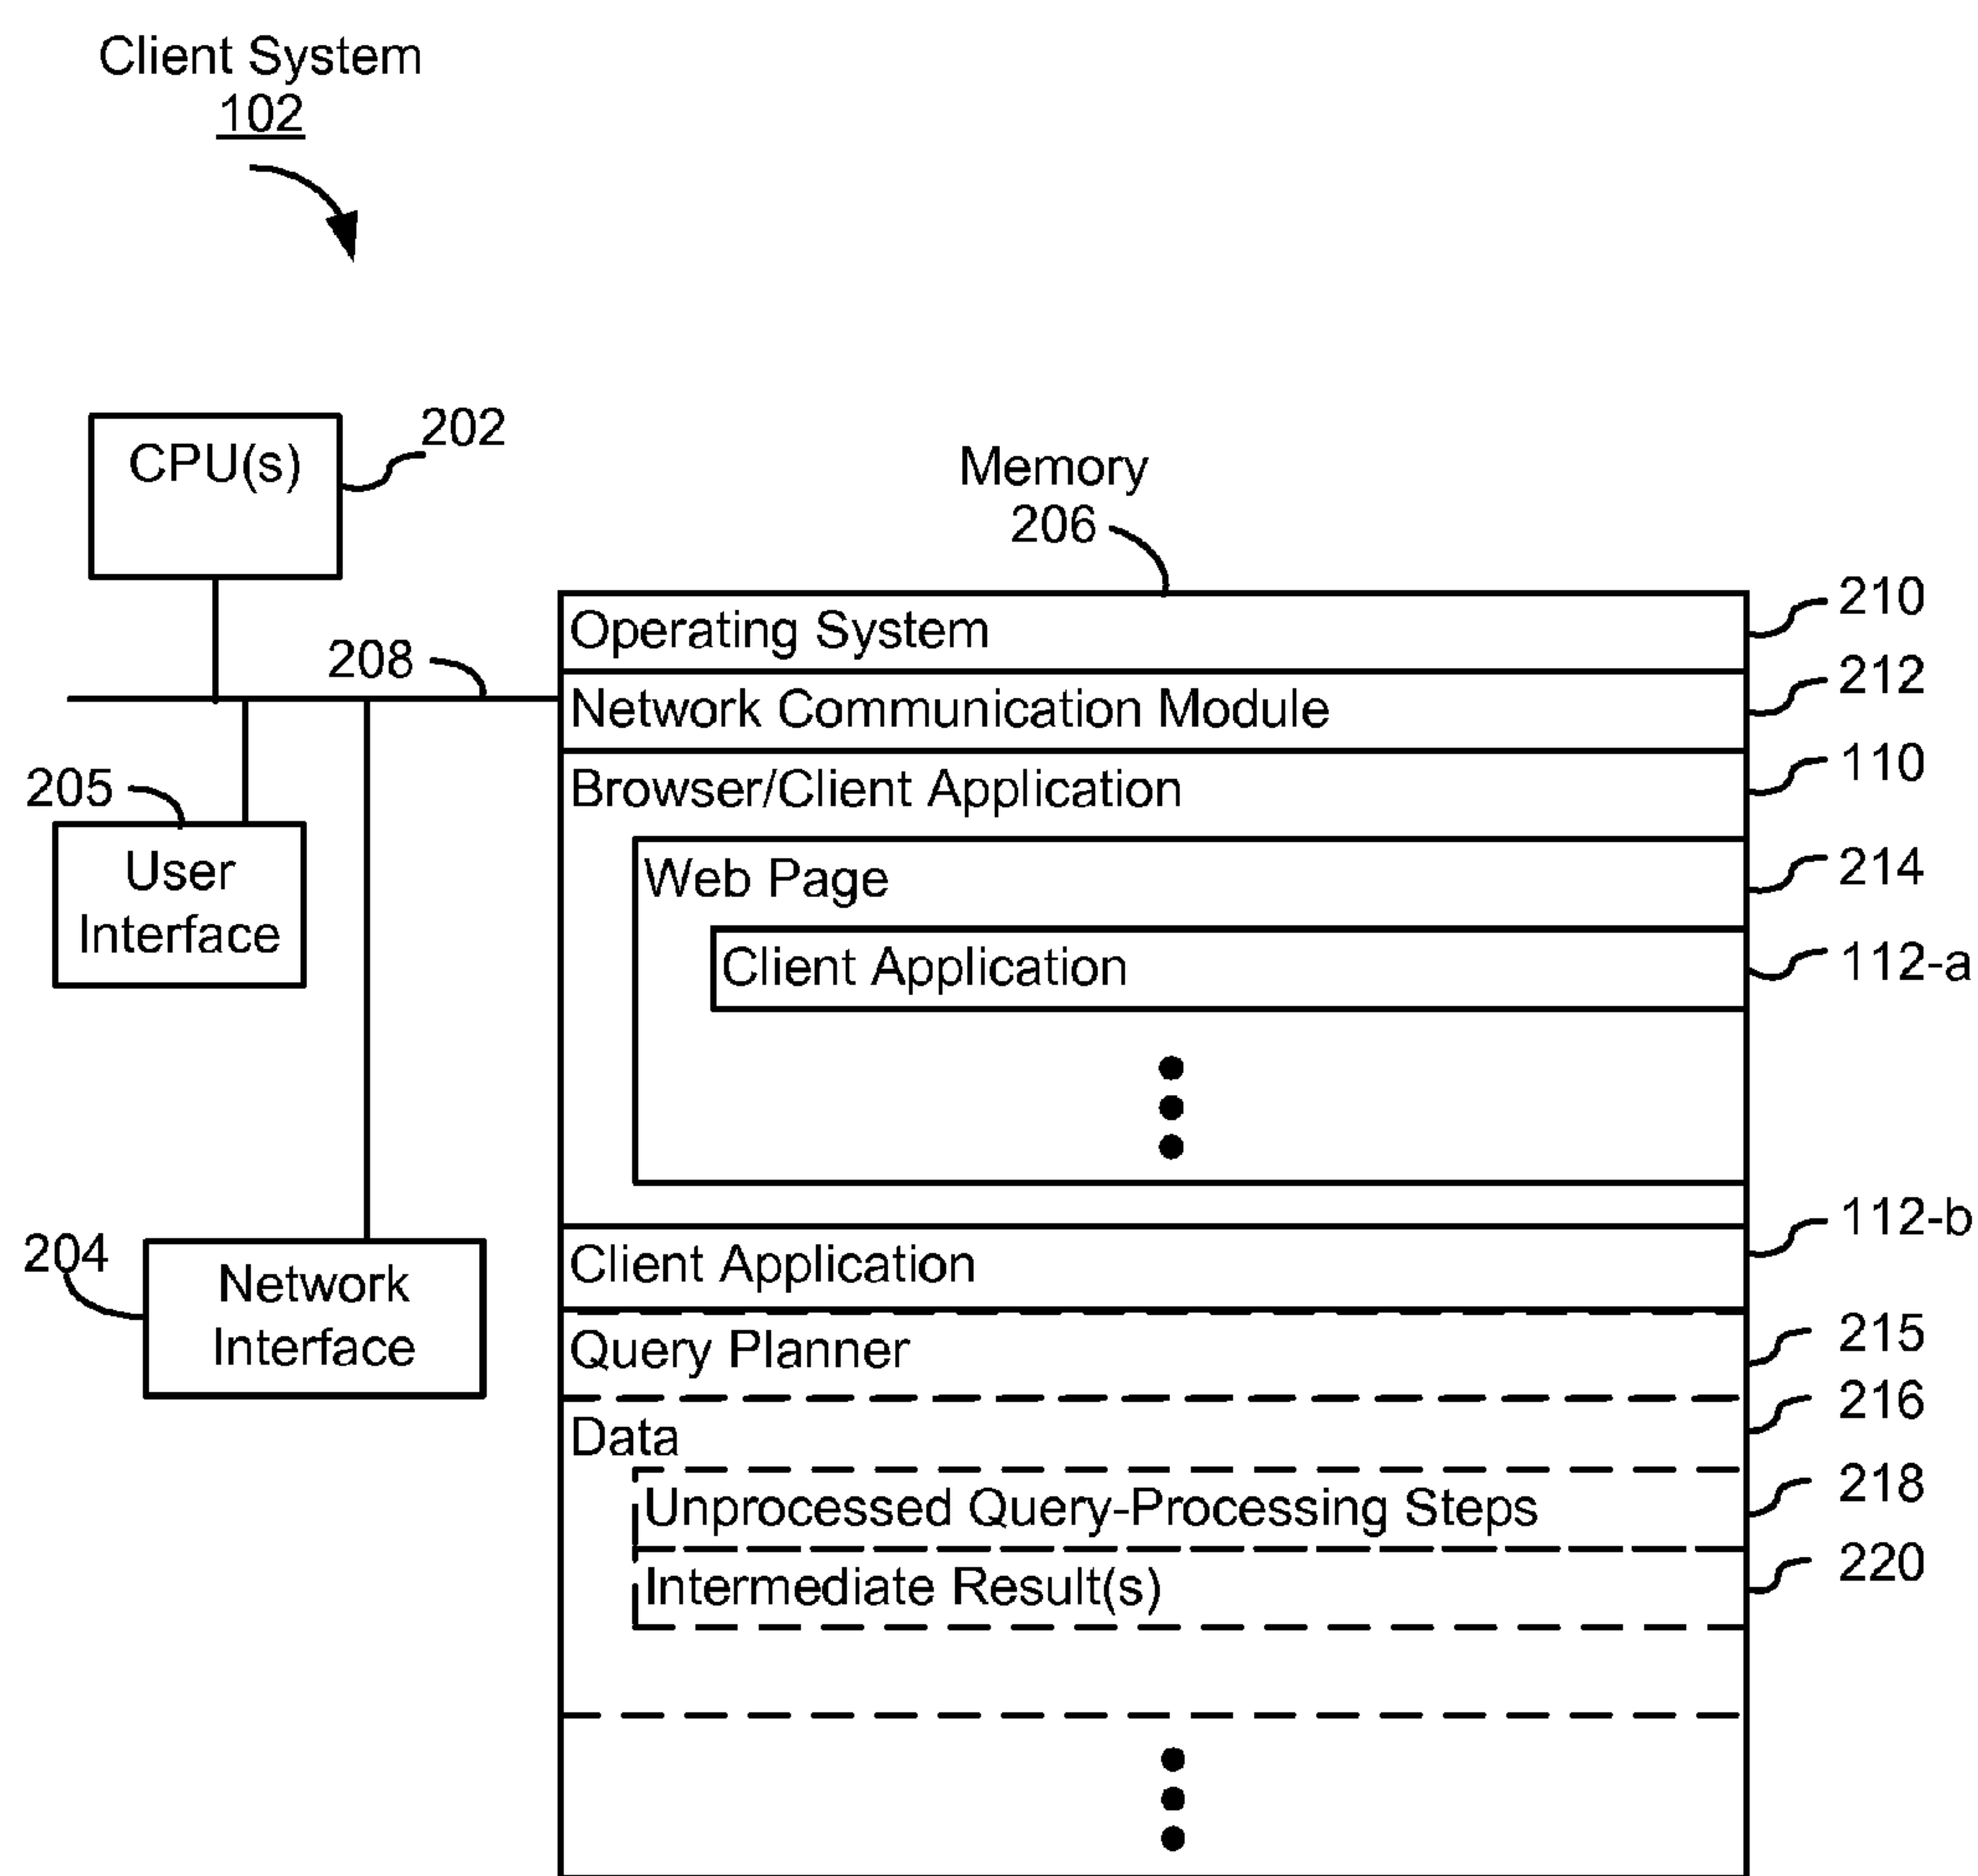 Client System
102
CPU(s)
202
Memory
206
208
Operating System
210
Network Communication Module
212
Browser/Client Application
110
205
User
Interface
Web Page
214
Client Application
112-a
204
Network
Interface
Client Application
112-b
Query Planner
215
Data
216
Unprocessed Query-Processing Steps
218
Intermediate Result(s)
220